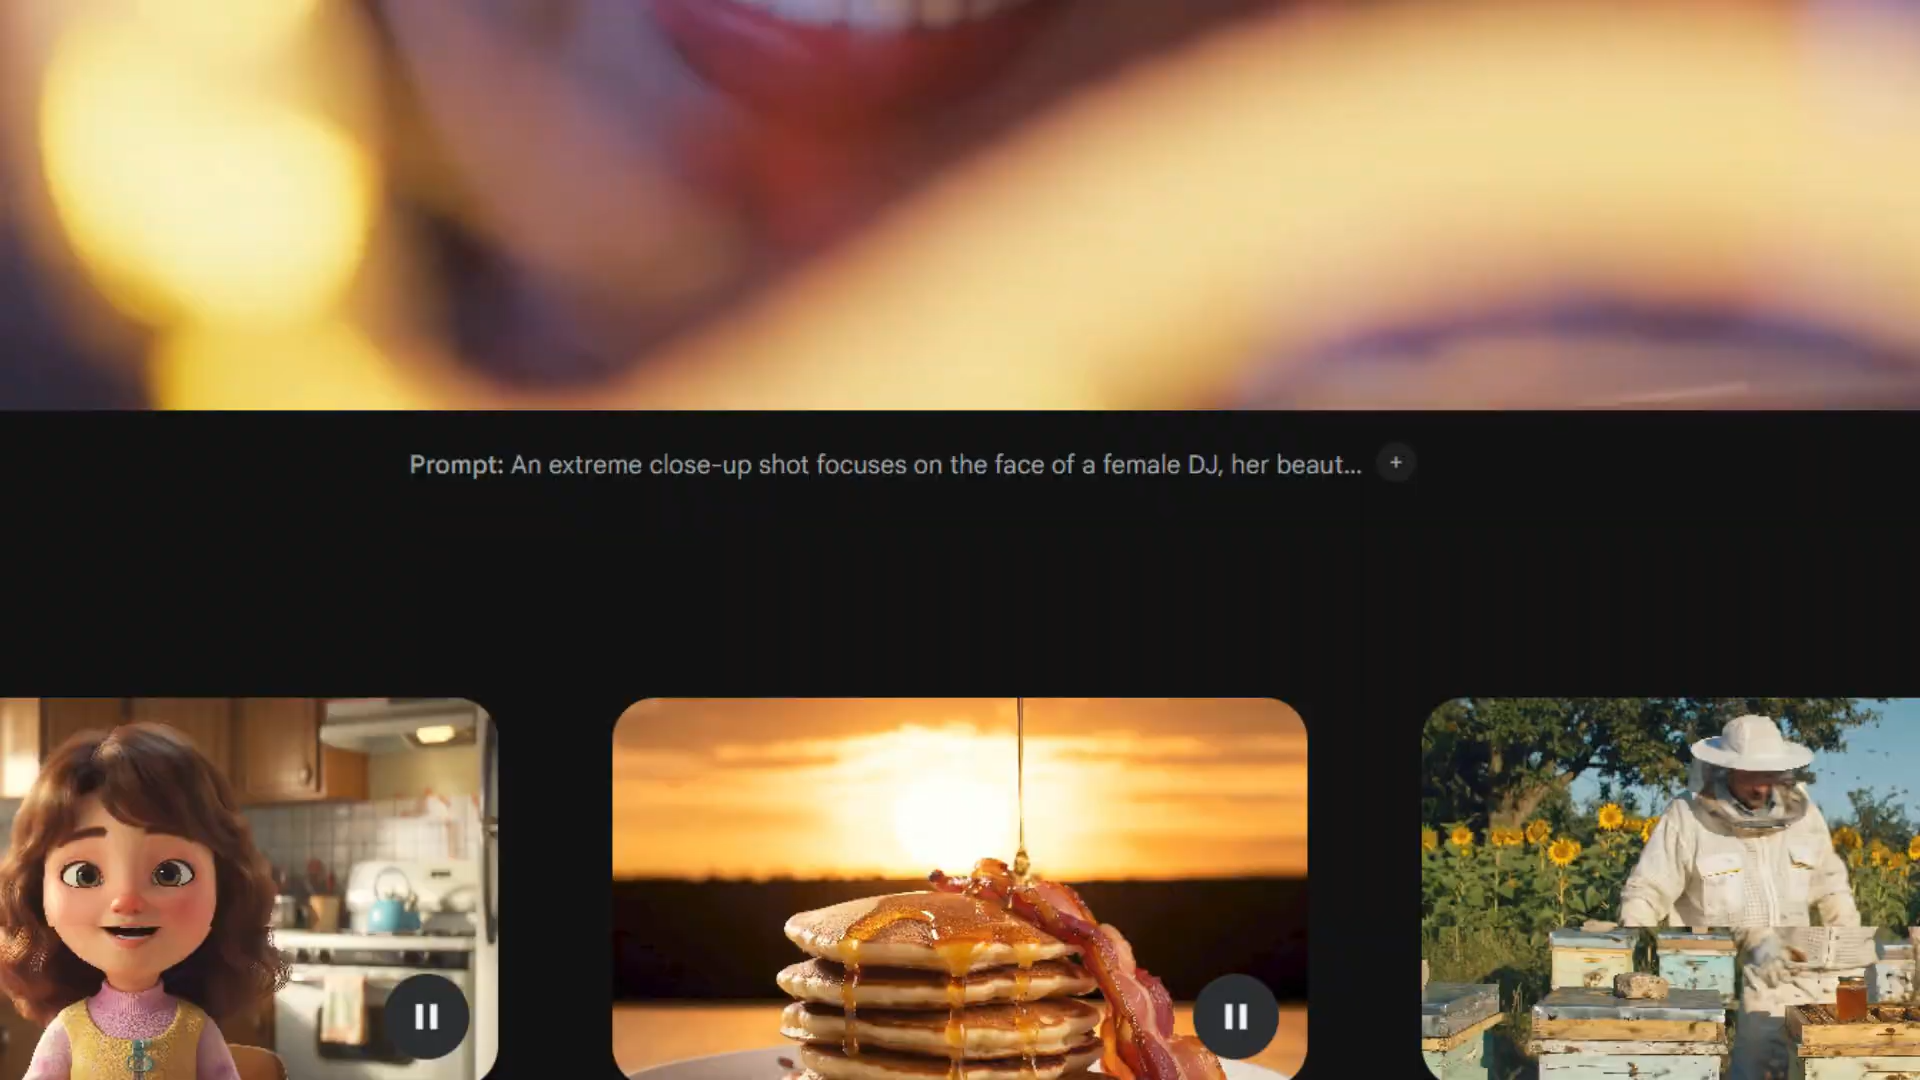 Prompt: An extreme close-up shot focuses on the face of a female DJ, her beaut...